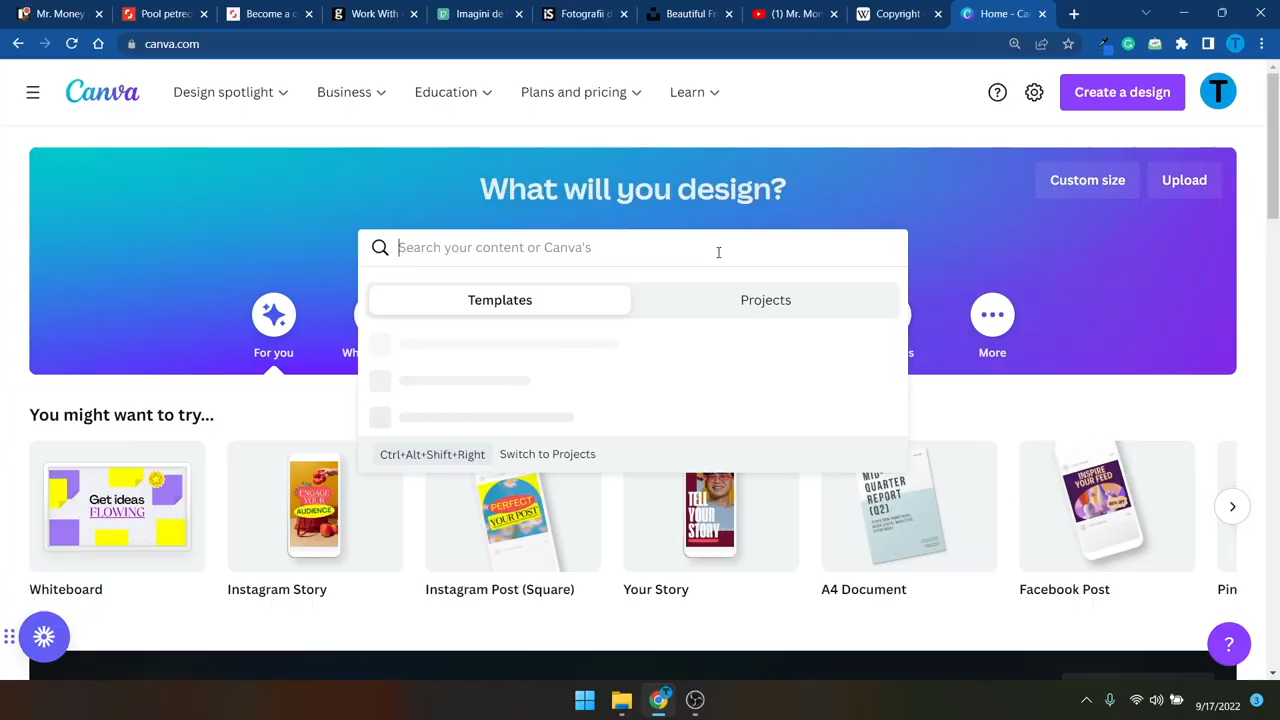 Mr. Money
Pool petrec
Become a c
Work With
Imagini de s
Fotografii d
Beautiful Fr
(1) Mr. Mon
Copyright
Home - Ca
canva.com
Canva
Design spotlight
Business
Education
Plans and pricing
Learn
Create a design
T
What will you design?
Custom size
Upload
Search your content or Canva's
Templates
Projects
For you
Wh
s
More
Ctrl+Alt+Shift+Right
Switch to Projects
You might want to try...
Get ideas
FLOWING
ENGAGE
YOUR
AUDIENCE
PERFECT
YOUR POST
TELL
YOUR
STORY
MID-
QUARTER
REPORT
(Q2)
INSPIRE
YOUR FEED
Whiteboard
Instagram Story
Instagram Post (Square)
Your Story
A4 Document
Facebook Post
Pin
?
9/17/2022
3